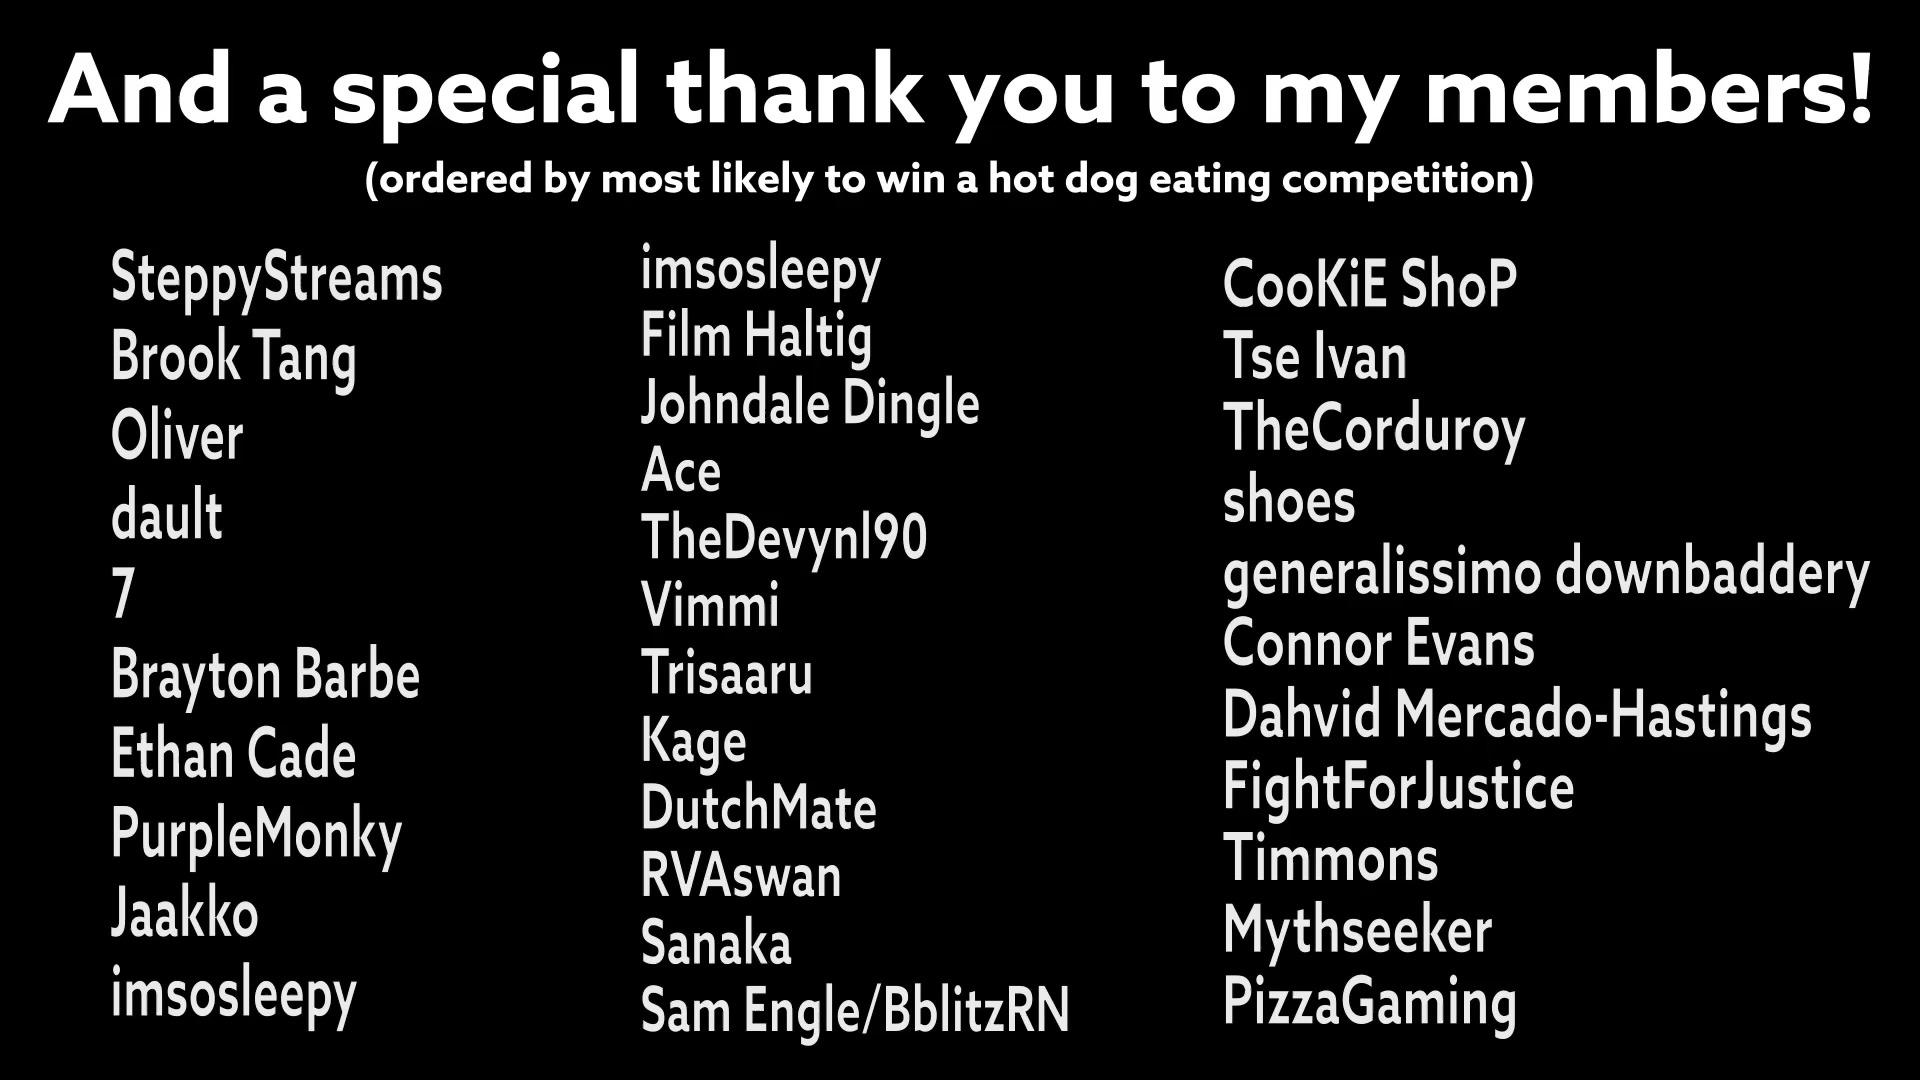 And a special thank you to my members!
(ordered by most likely to win a hot dog eating competition)
SteppyStreams
Brook Tang
Oliver
dault
7
Brayton Barbe
Ethan Cade
PurpleMonky
Jaakko
imsosleepy
imsosleepy
Film Haltig
Johndale Dingle
Ace
TheDevynl90
Vimmi
Trisaaru
Kage
DutchMate
RVAswan
Sanaka
Sam Engle/BblitzRN
CooKiE ShoP
Tse Ivan
TheCorduroy
shoes
generalissimo downbaddery
Connor Evans
Dahvid Mercado-Hastings
FightForJustice
Timmons
Mythseeker
PizzaGaming